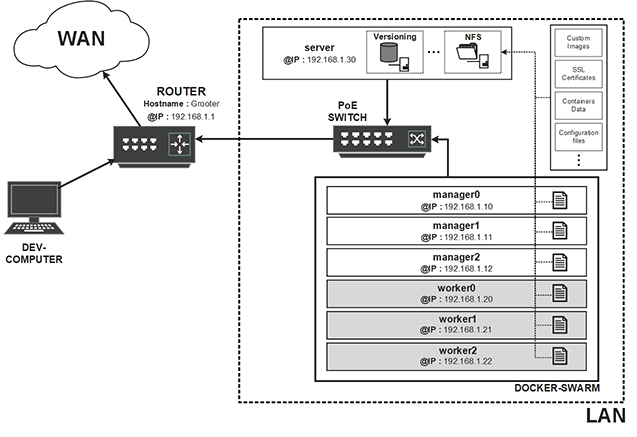 WAN
ROUTER
Hostname : Grooter
@IP : 192.168.1.1
DEV-
COMPUTER
server
@IP : 192.168.1.30
Versioning
...
NFS
PoE
SWITCH
Custom
Images
SSL
Certificates
Containers
Data
Configuration
files
manager0
@IP : 192.168.1.10
manager1
@IP : 192.168.1.11
manager2
@IP : 192.168.1.12
worker0
@IP : 192.168.1.20
worker1
@IP : 192.168.1.21
worker2
@IP : 192.168.1.22
DOCKER-SWARM
LAN